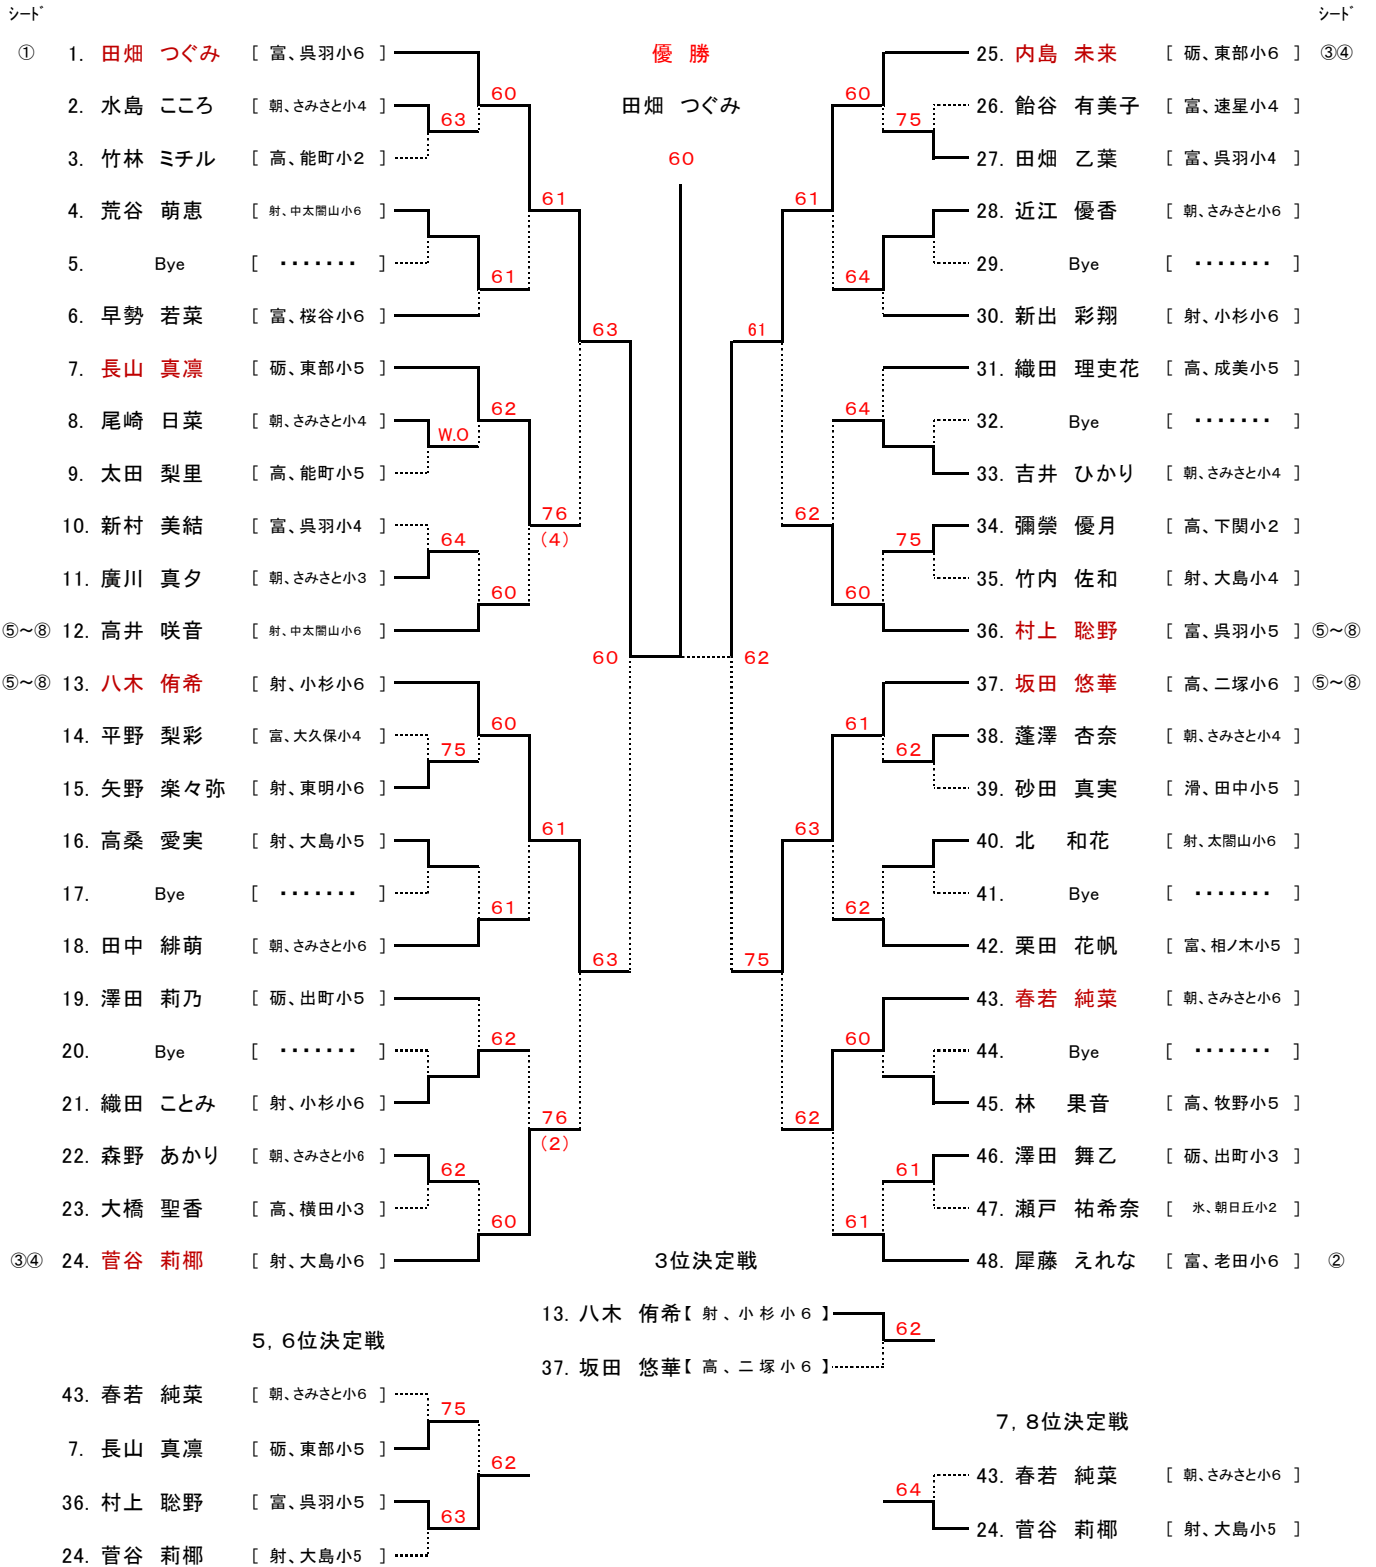 シード シード
① 1. 田畑 つぐみ [ 富、呉羽小6 ] 優 勝 25. 内島 未来 [ 砺、東部小6 ] ③④
60 60
2. 水島 こころ [ 朝、さみさと小4 ] 田畑 つぐみ 26. 飴谷 有美子 [ 富、速星小4 ]
63 75
3. 竹林 ミチル [ 高、能町小2 ] 60 27. 田畑 乙葉 [ 富、呉羽小4 ]
61 61
4. 荒谷 萌恵 [ 射、中太閤山小6 ] 28. 近江 優香 [ 朝、さみさと小6 ]
5. Bye [ ・・・・・・・ ] 29. Bye [ ・・・・・・・ ]
61 64
6. 早勢 若菜 [ 富、桜谷小6 ] 30. 新出 彩翔 [ 射、小杉小6 ]
63 61
7. 長山 真凛 [ 砺、東部小5 ] 31. 織田 理吏花 [ 高、成美小5 ]
62 64
8. 尾崎 日菜 [ 朝、さみさと小4 ] 32. Bye [ ・・・・・・・ ]
W.O
9. 太田 梨里 [ 高、能町小5 ] 33. 吉井 ひかり [ 朝、さみさと小4 ]
76 62
10. 新村 美結 [ 富、呉羽小4 ] 34. 彌榮 優月 [ 高、下関小2 ]
64 (4) 75
11. 廣川 真夕 [ 朝、さみさと小3 ] 35. 竹内 佐和 [ 射、大島小4 ]
60 60
⑤~⑧ 12. 高井 咲音 [ 射、中太閤山小6 ] 36. 村上 聡野 [ 富、呉羽小5 ] ⑤~⑧
60 62
⑤~⑧ 13. 八木 侑希 [ 射、小杉小6 ] 37. 坂田 悠華 [ 高、二塚小6 ] ⑤~⑧
60 61
14. 平野 梨彩 [ 富、大久保小4 ] 38. 蓬澤 杏奈 [ 朝、さみさと小4 ]
75 62
15. 矢野 楽々弥 [ 射、東明小6 ] 39. 砂田 真実 [ 滑、田中小5 ]
61 63
16. 高桑 愛実 [ 射、大島小5 ] 40. 北 和花 [ 射、太閤山小6 ]
17. Bye [ ・・・・・・・ ] 41. Bye [ ・・・・・・・ ]
61 62
18. 田中 緋萌 [ 朝、さみさと小6 ] 42. 栗田 花帆 [ 富、相ノ木小5 ]
63 75
19. 澤田 莉乃 [ 砺、出町小5 ] 43. 春若 純菜 [ 朝、さみさと小6 ]
62 60
20. Bye [ ・・・・・・・ ] 44. Bye [ ・・・・・・・ ]
21. 織田 ことみ [ 射、小杉小6 ] 45. 林 果音 [ 高、牧野小5 ]
76 62
(2)
22. 森野 あかり [ 朝、さみさと小6 ] 46. 澤田 舞乙 [ 砺、出町小3 ]
62 61
23. 大橋 聖香 [ 高、横田小3 ] 47. 瀬戸 祐希奈 [ 氷、朝日丘小2 ]
60 61
③④ 24. 菅谷 莉椰 [ 射、大島小6 ] 3位決定戦 48. 犀藤 えれな [ 富、老田小6 ] ②
13. 八木 侑希【 射、小杉小6 】
62
5,6位決定戦
37. 坂田 悠華【 高、二塚小6 】
43. 春若 純菜 [ 朝、さみさと小6 ]
75
7,8位決定戦
7. 長山 真凛 [ 砺、東部小5 ]
62
43. 春若 純菜 [ 朝、さみさと小6 ]
64
36. 村上 聡野 [ 富、呉羽小5 ]
63
24. 菅谷 莉椰 [ 射、大島小5 ]
24. 菅谷 莉椰 [ 射、大島小5 ]